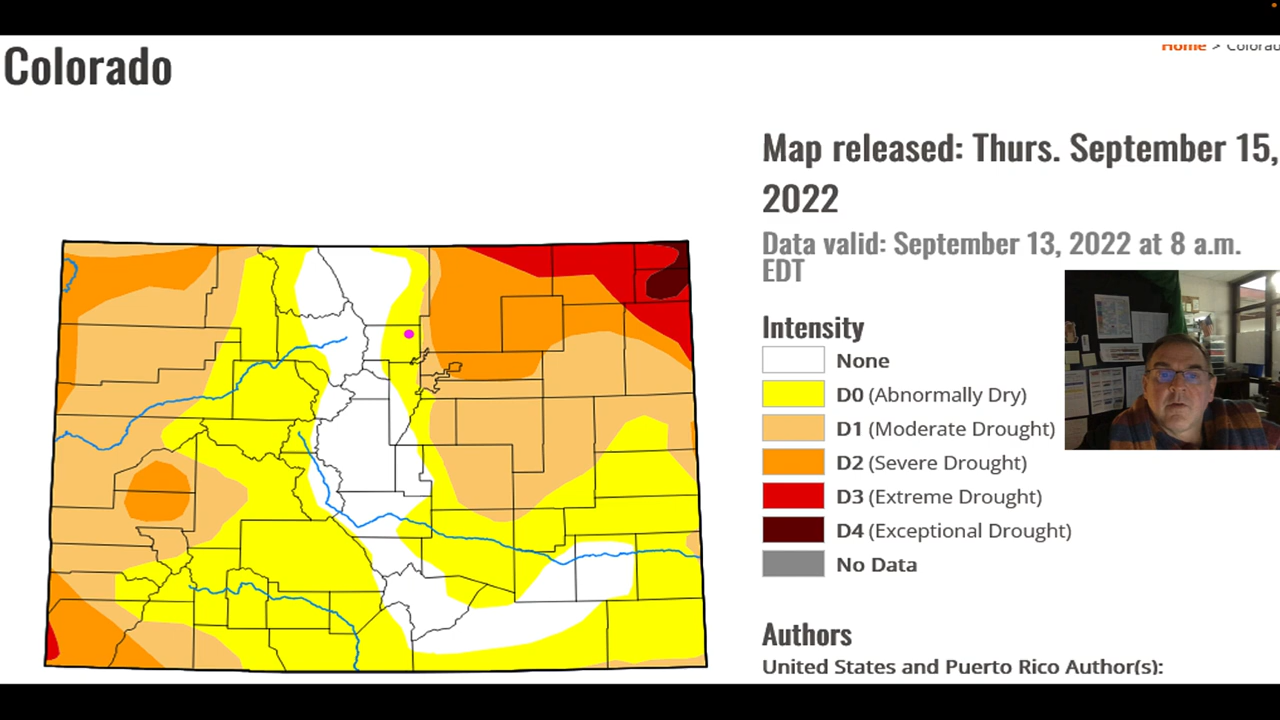 Home > Colorad
Colorado
Map released: Thurs. September 15,
2022
Data valid: September 13, 2022 at 8 a.m.
EDT
Intensity
None
D0 (Abnormally Dry)
D1 (Moderate Drought)
D2 (Severe Drought)
D3 (Extreme Drought)
D4 (Exceptional Drought)
No Data
Authors
United States and Puerto Rico Author(s):